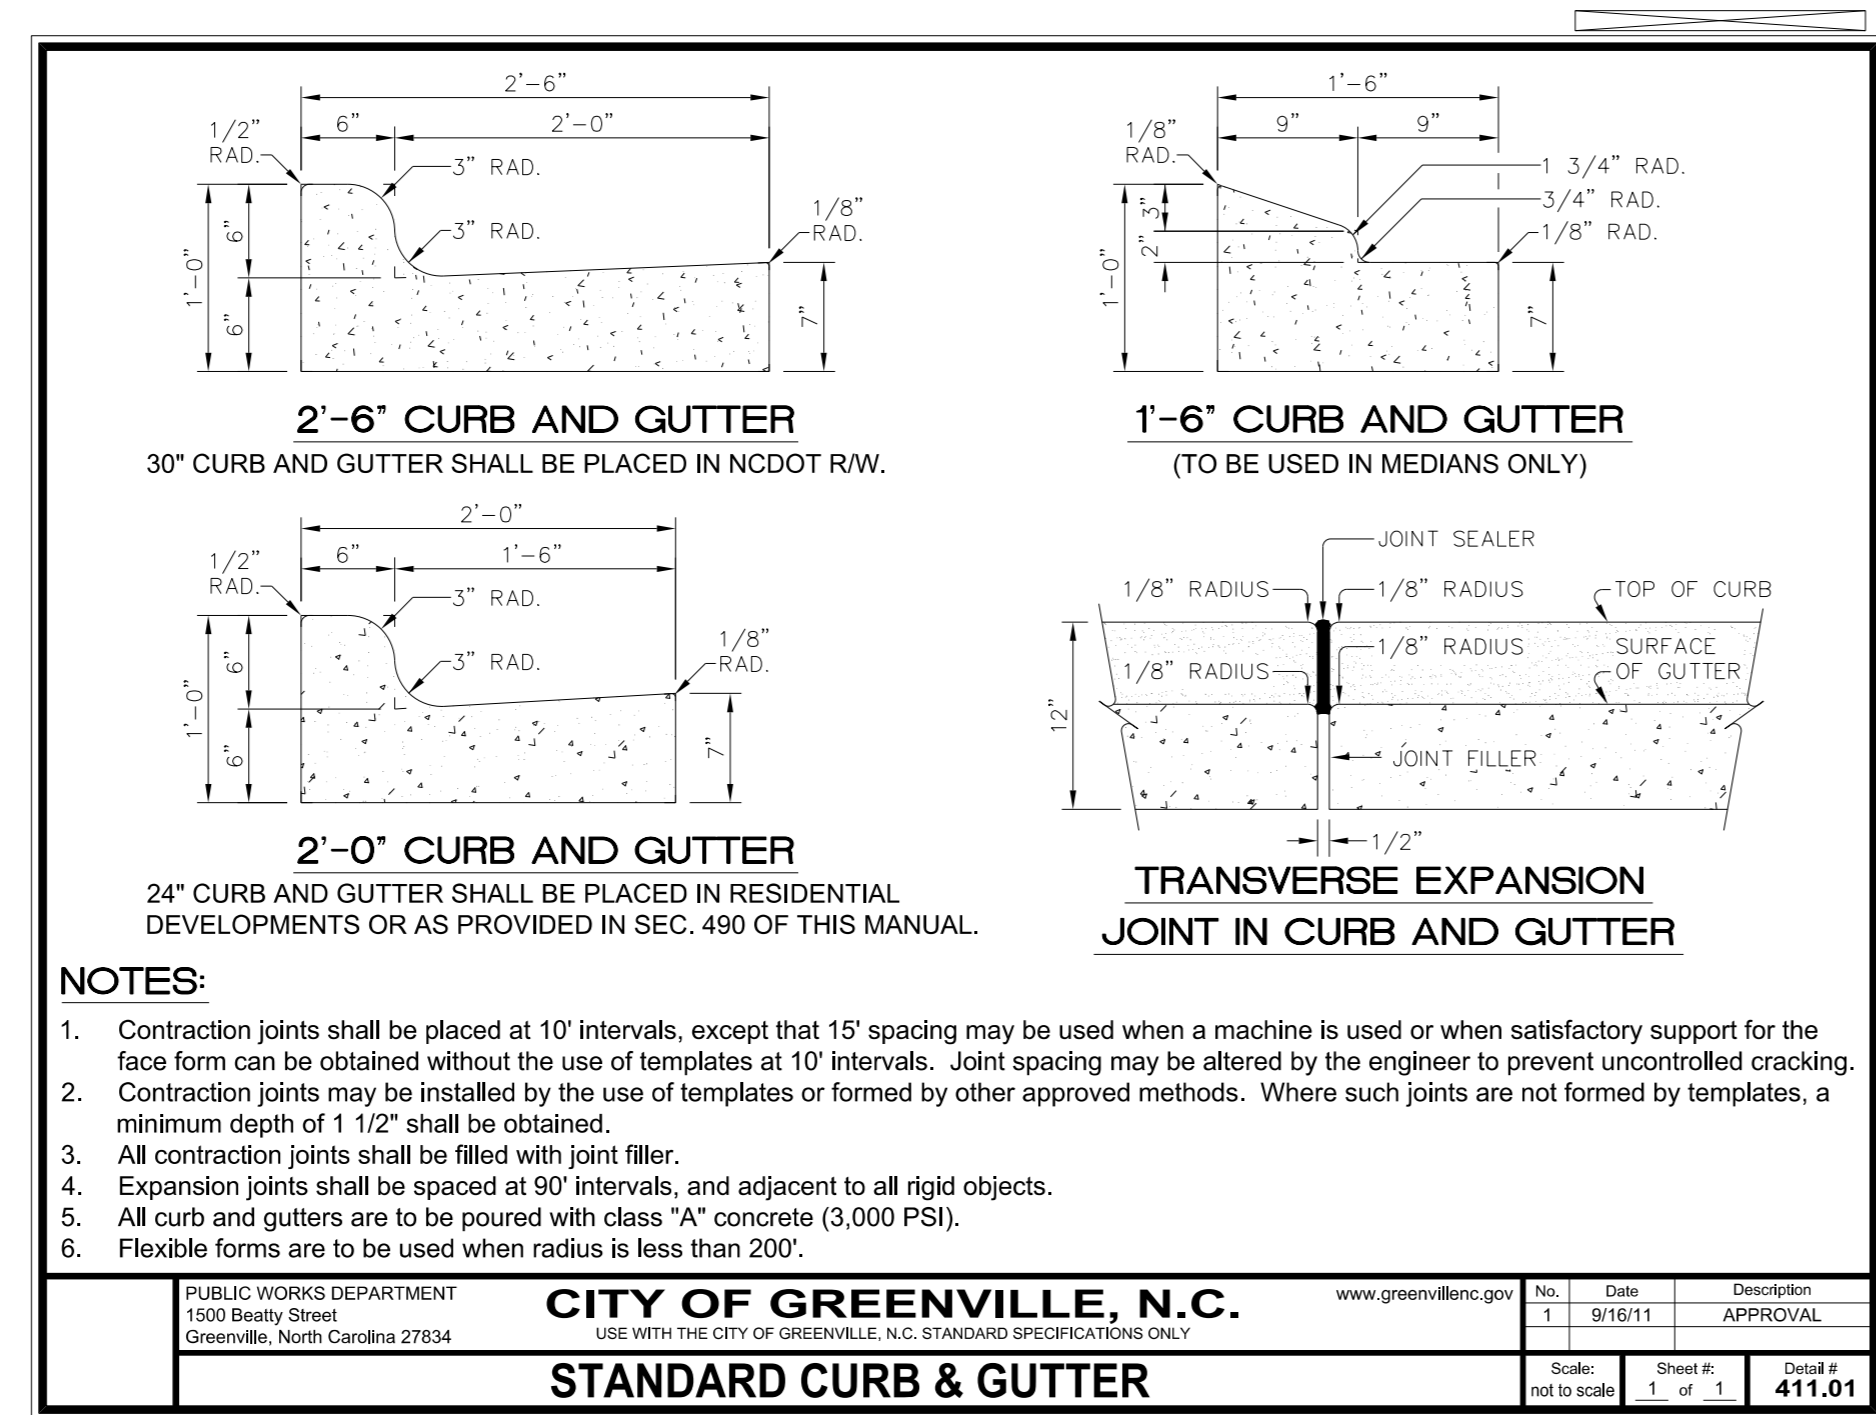 2'-6"
6"
2'-0"
1/2"
RAD.
3" RAD.
3" RAD.
1/8"
RAD.
1'-0"
6"
6"
7"
2'-6" CURB AND GUTTER
30" CURB AND GUTTER SHALL BE PLACED IN NCDOT R/W.
1'-6"
9"
9"
1/8"
RAD.
1 3/4" RAD.
3/4" RAD.
1/8" RAD.
1'-0"
3"
2"
7"
1'-6" CURB AND GUTTER
(TO BE USED IN MEDIANS ONLY)
2'-0"
6"
1'-6"
1/2"
RAD.
3" RAD.
3" RAD.
1/8"
RAD.
1'-0"
6"
6"
7"
2'-0" CURB AND GUTTER
24" CURB AND GUTTER SHALL BE PLACED IN RESIDENTIAL
DEVELOPMENTS OR AS PROVIDED IN SEC. 490 OF THIS MANUAL.
JOINT SEALER
1/8" RADIUS
1/8" RADIUS
TOP OF CURB
1/8" RADIUS
1/8" RADIUS
SURFACE
OF GUTTER
12"
JOINT FILLER
1/2"
TRANSVERSE EXPANSION
JOINT IN CURB AND GUTTER
NOTES:
1. Contraction joints shall be placed at 10' intervals, except that 15' spacing may be used when a machine is used or when satisfactory support for the
face form can be obtained without the use of templates at 10' intervals. Joint spacing may be altered by the engineer to prevent uncontrolled cracking.
2. Contraction joints may be installed by the use of templates or formed by other approved methods. Where such joints are not formed by templates, a
minimum depth of 1 1/2" shall be obtained.
3. All contraction joints shall be filled with joint filler.
4. Expansion joints shall be spaced at 90' intervals, and adjacent to all rigid objects.
5. All curb and gutters are to be poured with class "A" concrete (3,000 PSI).
6. Flexible forms are to be used when radius is less than 200'.
PUBLIC WORKS DEPARTMENT
1500 Beatty Street
Greenville, North Carolina 27834
CITY OF GREENVILLE, N.C.
USE WITH THE CITY OF GREENVILLE, N.C. STANDARD SPECIFICATIONS ONLY
www.greenvillenc.gov
No. Date Description
1 9/16/11 APPROVAL
STANDARD CURB & GUTTER
Scale:
not to scale
Sheet #:
1 of 1
Detail #
411.01